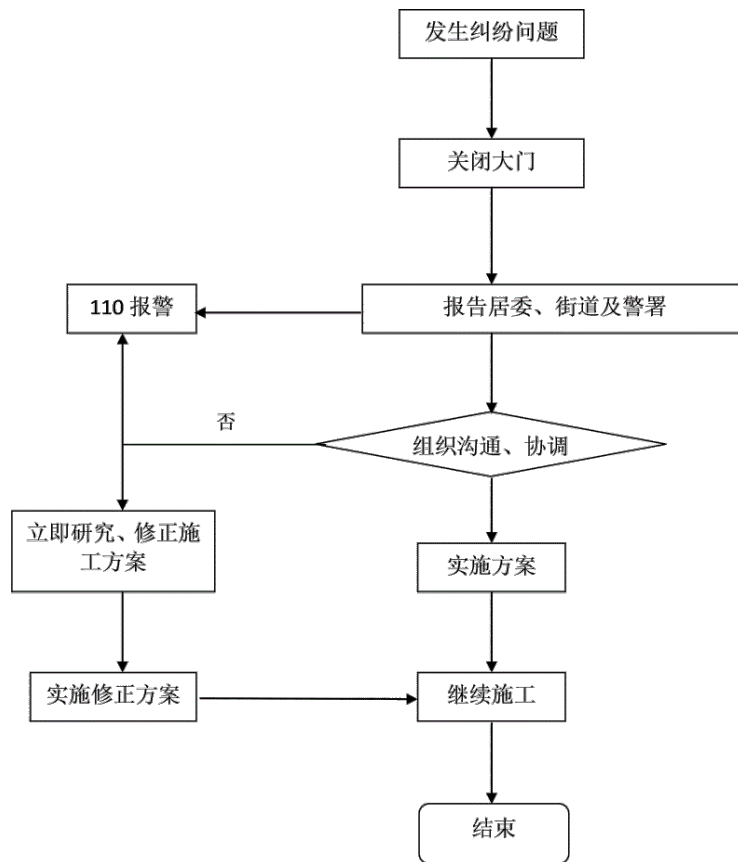 发生纠纷问题
关闭大门
110 报警
报告居委、街道及警署
否
组织沟通、协调
立即研究、修正施
工方案
实施方案
实施修正方案
继续施工
结束